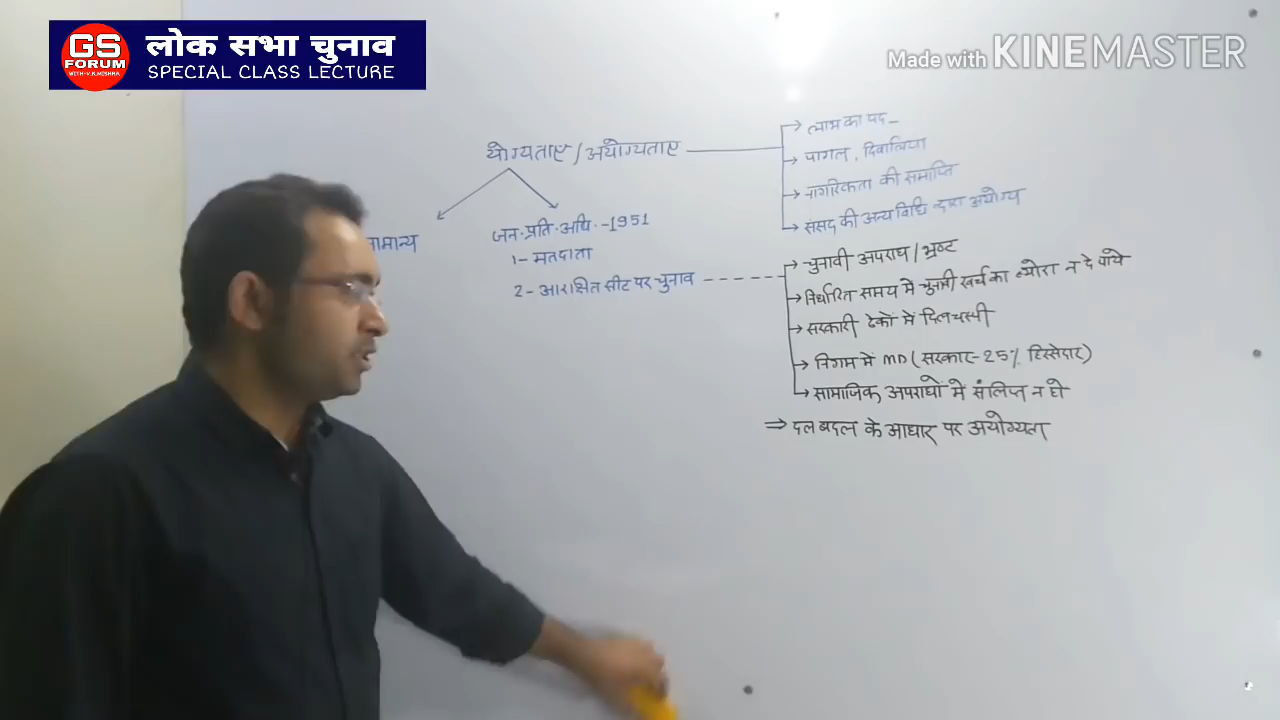 GS
FORUM
WITH-V.K.MISHRA
लोक सभा चुनाव
SPECIAL CLASS LECTURE
Made with KINEMASTER
योग्यताएं/अयोग्यताएं
सामान्य
जन.प्रति.अधि.-1951
1- मतदाता
2- आरक्षित सीट पर चुनाव
लाभ का पद -
पागल, दिवालिया
नागरिकता की समाप्ति
संसद की अन्य विधि द्वारा अयोग्य
चुनावी अपराध/भ्रष्ट
निर्धारित समय में चुनावी खर्च का ब्योरा न दे पाये
सरकारी ठेकों में दिलचस्पी
निगम में MD (सरकार-25% हिस्सेदार)
सामाजिक अपराधों में संलिप्त न हो
⇒ दल बदल के आधार पर अयोग्यता